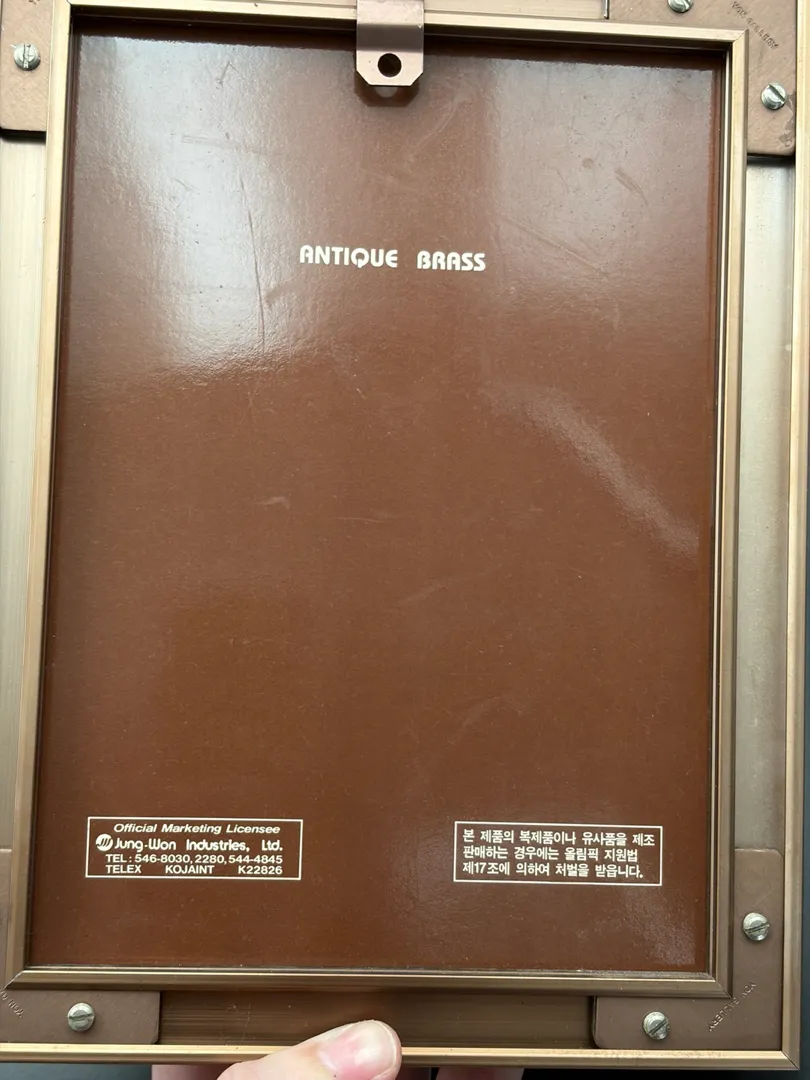 ANTIQUE BRASS
Official Marketing Licensee
Jung-Won Industries, Ltd.
TEL: 546-8030, 2280, 544-4845
TELEX KOJAINT K22826
본 제품의 복제품이나 유사품을 제조
판매하는 경우에는 올림픽 지원법
제17조에 의하여 처벌을 받읍니다.